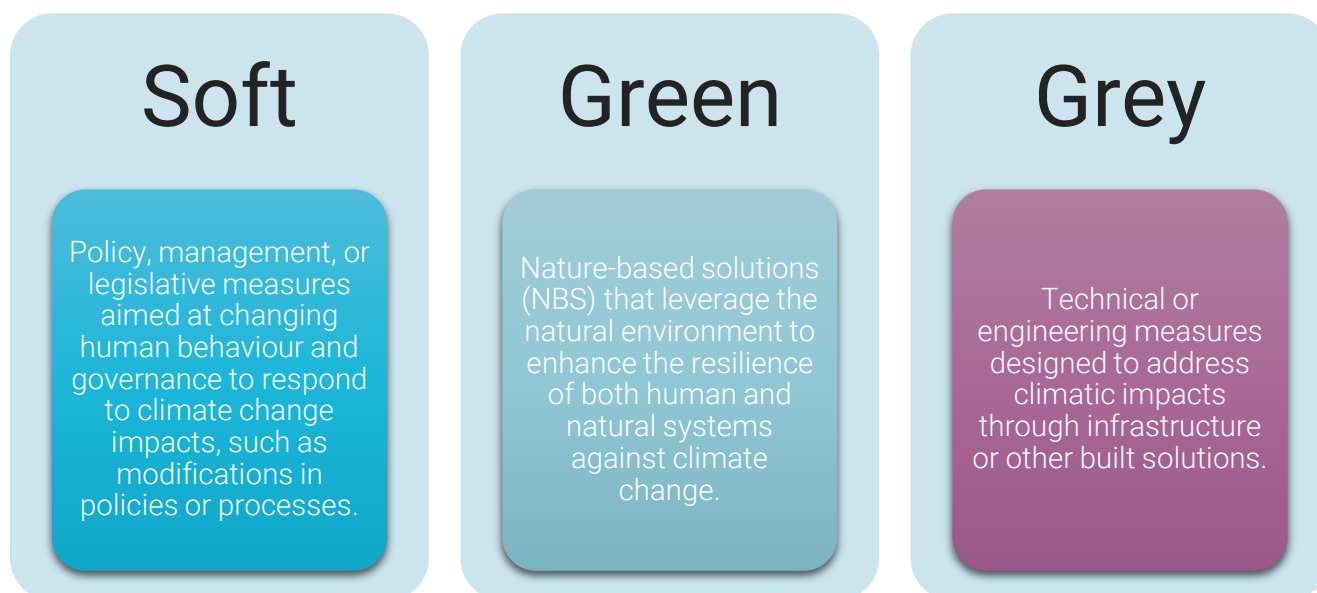 Soft
Policy, management, or
legislative measures
aimed at changing
human behaviour and
governance to respond
to climate change
impacts, such as
modifications in
policies or processes.
Green
Nature-based solutions
(NBS) that leverage the
natural environment to
enhance the resilience
of both human and
natural systems
against climate
change.
Grey
Technical or
engineering measures
designed to address
climatic impacts
through infrastructure
or other built solutions.